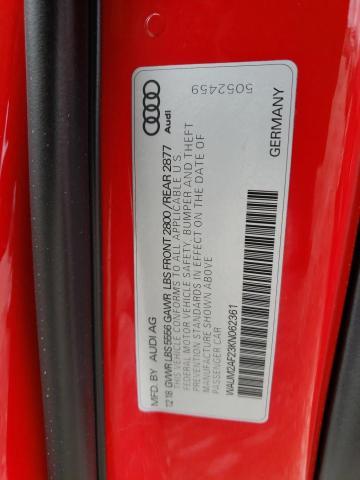 MFD. BY AUDI AG
12.18 GVWR LBS 5556 GAWR LBS FRONT 2800 /REAR 2877
THIS VEHICLE CONFORMS TO ALL APPLICABLE U.S.
FEDERAL MOTOR VEHICLE SAFETY, BUMPER AND THEFT
PREVENTION STANDARDS IN EFFECT ON THE DATE OF
MANUFACTURE SHOWN ABOVE
PASSENGER CAR
WAUM2AF23KN062361
Audi
5052459
GERMANY